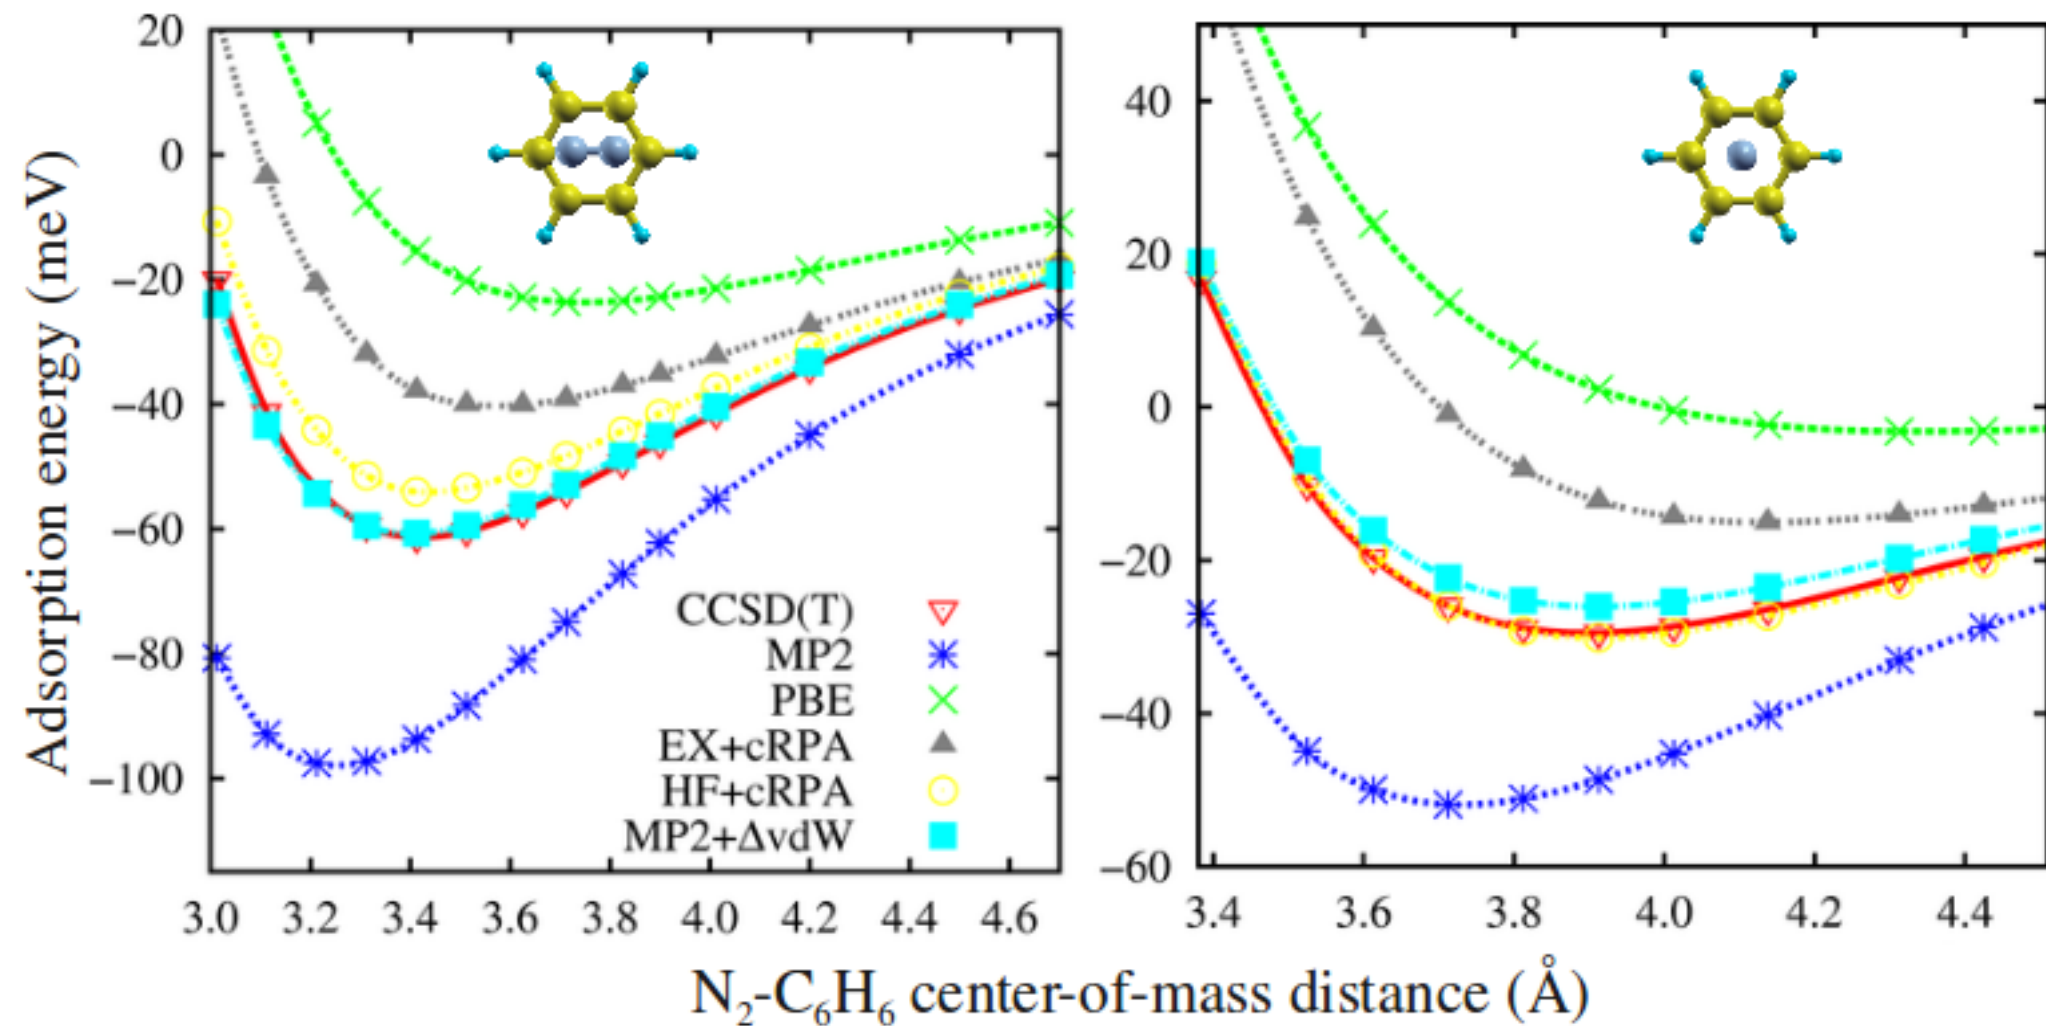 Adsorption energy (meV)
20
0
−20
−40
−60
−80
−100
3.0 3.2 3.4 3.6 3.8 4.0 4.2 4.4 4.6
CCSD(T)
MP2
PBE
EX+cRPA
HF+cRPA
MP2+ΔvdW
40
20
0
−20
−40
−60
3.4 3.6 3.8 4.0 4.2 4.4
N₂-C₆H₆ center-of-mass distance (Å)